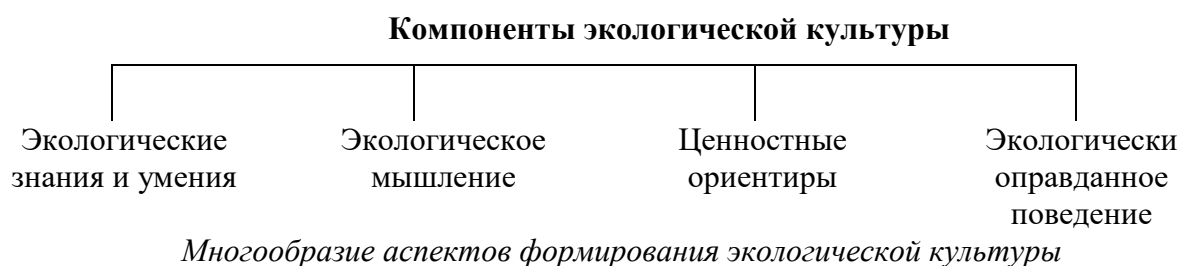 Компоненты экологической культуры
Экологические знания и умения
Экологическое мышление
Ценностные ориентиры
Экологически оправданное поведение
Многообразие аспектов формирования экологической культуры